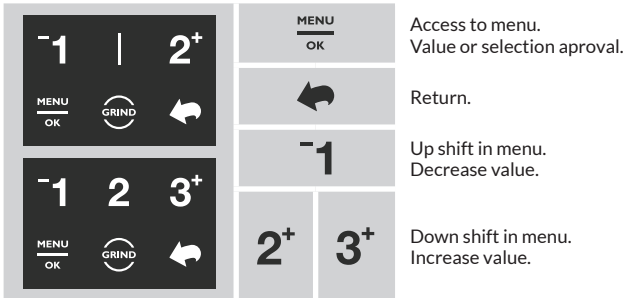 ⁻1 | 2⁺
MENU
OK
GRIND
⁻1 2 3⁺
MENU
OK
GRIND
MENU
OK
Access to menu.
Value or selection aproval.
Return.
⁻1
Up shift in menu.
Decrease value.
2⁺ 3⁺
Down shift in menu.
Increase value.